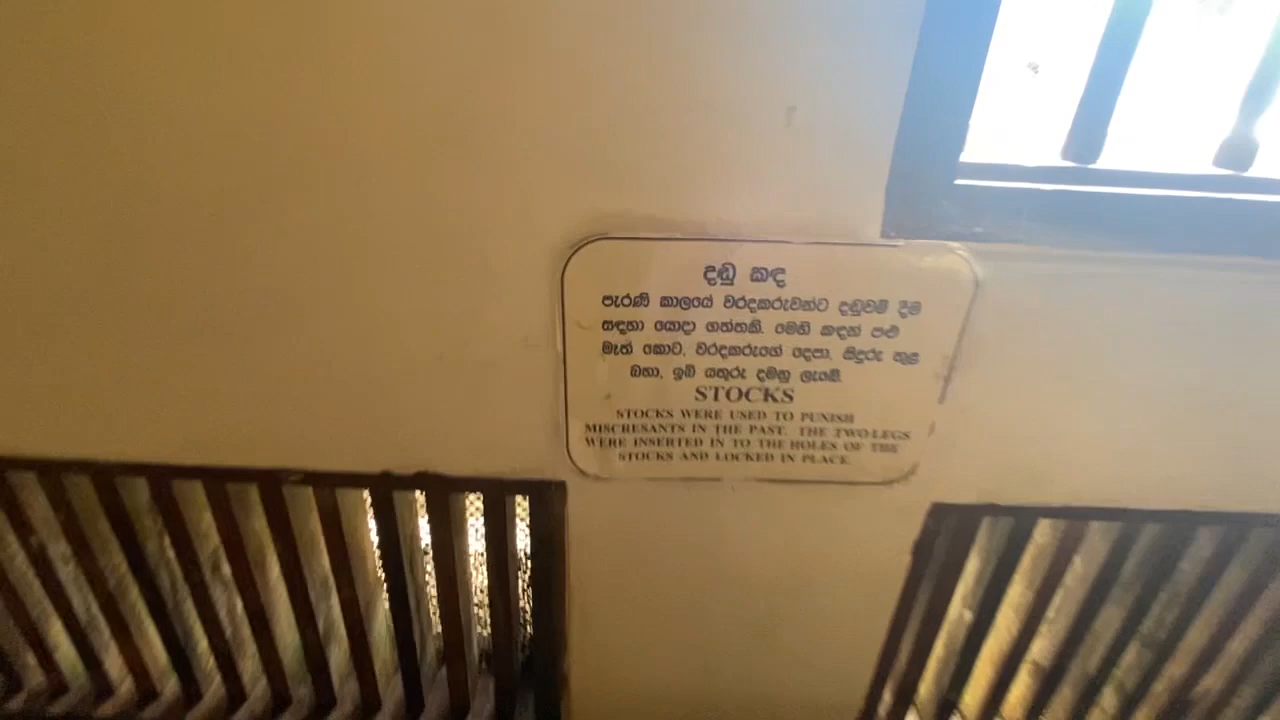 දඬු කඳ
පැරණි කාලයේ වරදකරුවන්ට දඬුවම් දීම
සඳහා යොදා ගත්තකි. මෙහි කඳන් පළු
මෑත් කොට, වරදකරුගේ දෙපා, සිදුරු තුළ
බහා, ඉබි යතුරු දමනු ලැබේ.
STOCKS
STOCKS WERE USED TO PUNISH
MISCRESANTS IN THE PAST. THE TWO-LEGS
WERE INSERTED IN TO THE HOLES OF THE
STOCKS AND LOCKED IN PLACE.